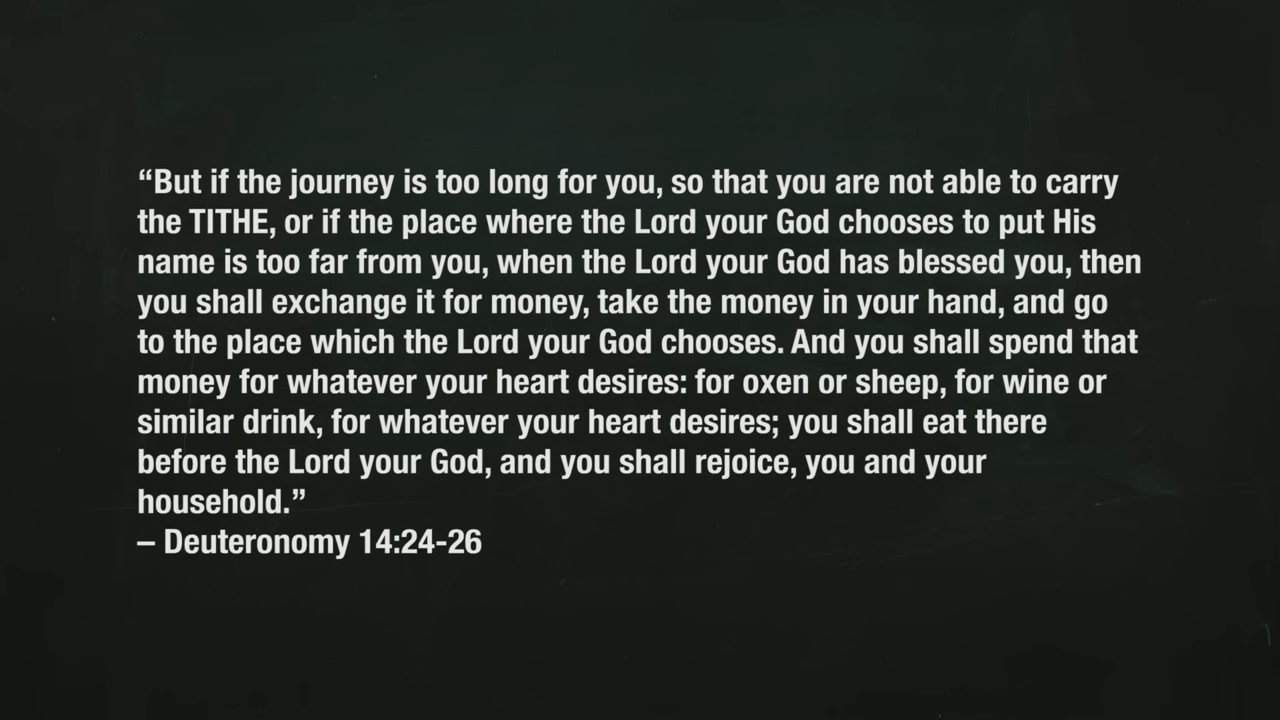 “But if the journey is too long for you, so that you are not able to carry
the TITHE, or if the place where the Lord your God chooses to put His
name is too far from you, when the Lord your God has blessed you, then
you shall exchange it for money, take the money in your hand, and go
to the place which the Lord your God chooses. And you shall spend that
money for whatever your heart desires: for oxen or sheep, for wine or
similar drink, for whatever your heart desires; you shall eat there
before the Lord your God, and you shall rejoice, you and your
household.”
– Deuteronomy 14:24-26